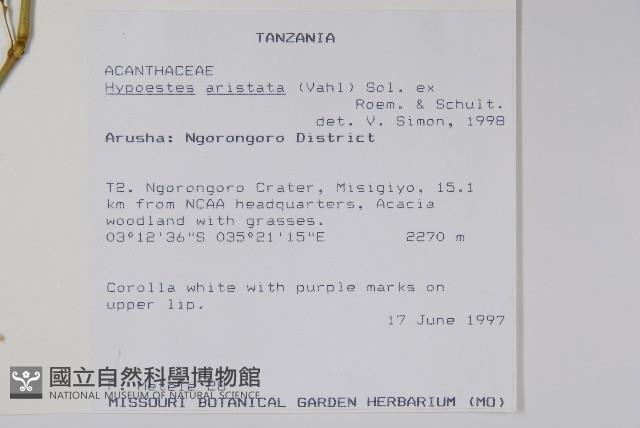 TANZANIA
ACANTHACEAE
Hypoestes aristata (Vahl) Sol. ex
Roem. & Schult.
det. V. Simon, 1998
Arusha: Ngorongoro District
T2. Ngorongoro Crater, Misigiyo, 15.1
km from NCAA headquarters, Acacia
woodland with grasses.
03°12'36"S 035°21'15"E 2270 m
Corolla white with purple marks on
upper lip.
17 June 1997
國立自然科學博物館
NATIONAL MUSEUM OF NATURAL SCIENCE
MISSOURI BOTANICAL GARDEN HERBARIUM (MO)